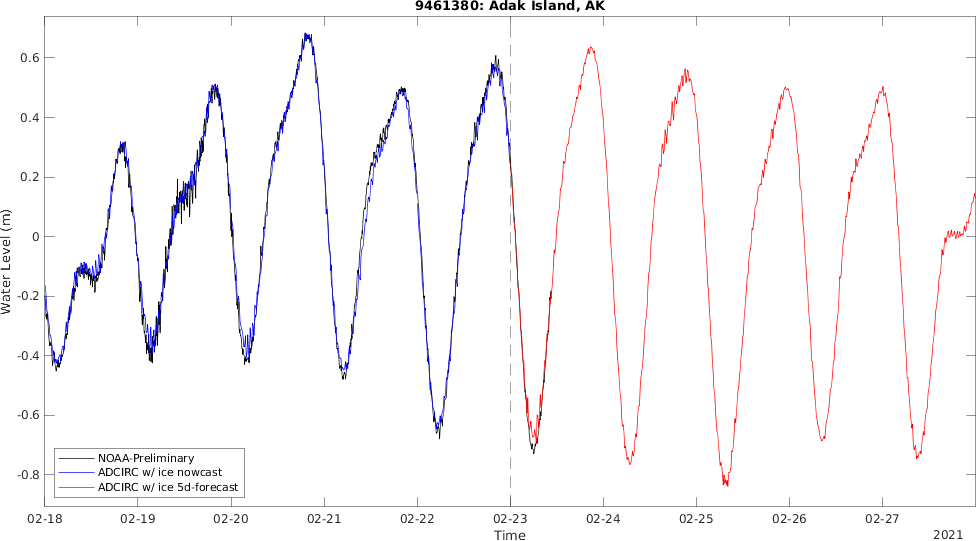 9461380: Adak Island, AK
0.6
0.4
0.2
0
-0.2
-0.4
-0.6
-0.8
Water Level (m)
NOAA-Preliminary
ADCIRC w/ ice nowcast
ADCIRC w/ ice 5d-forecast
02-18 02-19 02-20 02-21 02-22 02-23 02-24 02-25 02-26 02-27
Time
2021